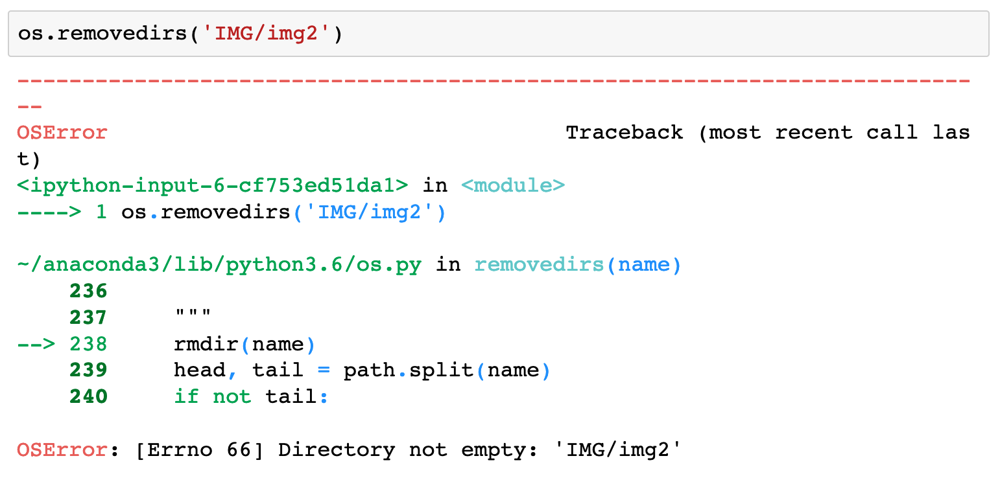 os.removedirs('IMG/img2')
---------------------------------------------------------------------------
--
OSError                                   Traceback (most recent call las
t)
<ipython-input-6-cf753ed51da1> in <module>
----> 1 os.removedirs('IMG/img2')
~/anaconda3/lib/python3.6/os.py in removedirs(name)
    236
    237     """
--> 238     rmdir(name)
    239     head, tail = path.split(name)
    240     if not tail:
OSError: [Errno 66] Directory not empty: 'IMG/img2'